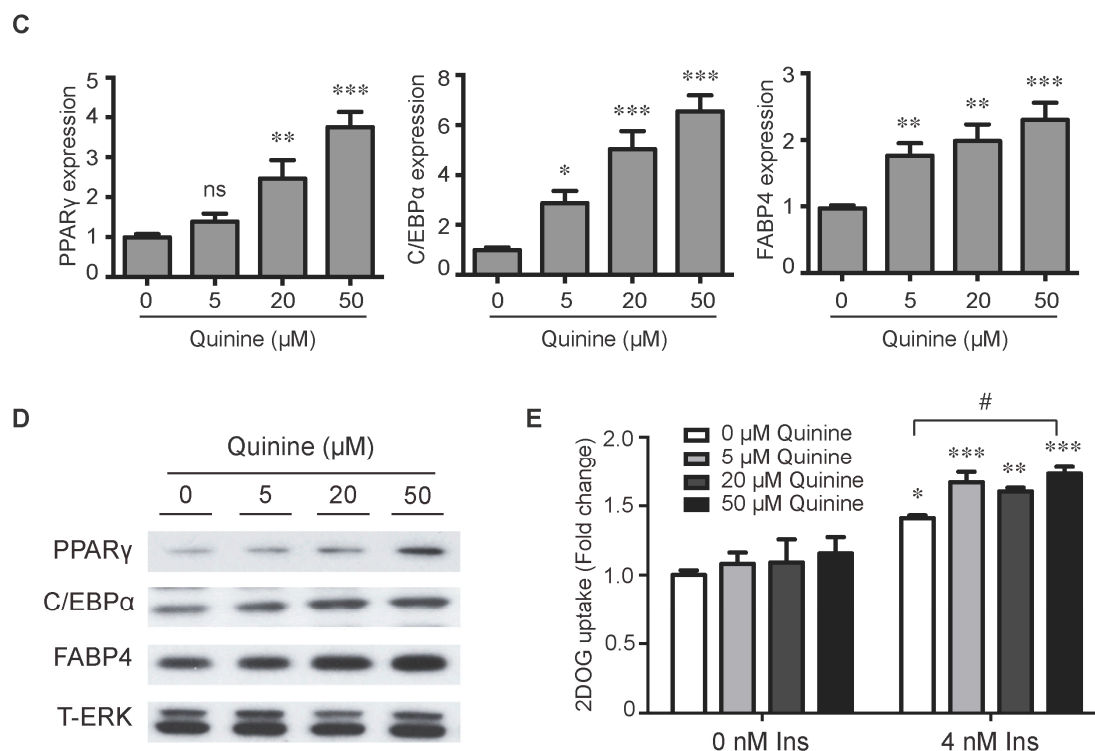 C
PPARγ expression
5
4
3
2
1
0
ns
**
***
0 5 20 50
Quinine (µM)
C/EBPα expression
8
6
4
2
0
*
***
***
0 5 20 50
Quinine (µM)
FABP4 expression
3
2
1
0
**
**
***
0 5 20 50
Quinine (µM)
D
Quinine (µM)
0 5 20 50
PPARγ
C/EBPα
FABP4
T-ERK
E
2DOG uptake (Fold change)
2.0
1.5
1.0
0.5
0
0 µM Quinine
5 µM Quinine
20 µM Quinine
50 µM Quinine
#
*
***
**
***
0 nM Ins 4 nM Ins